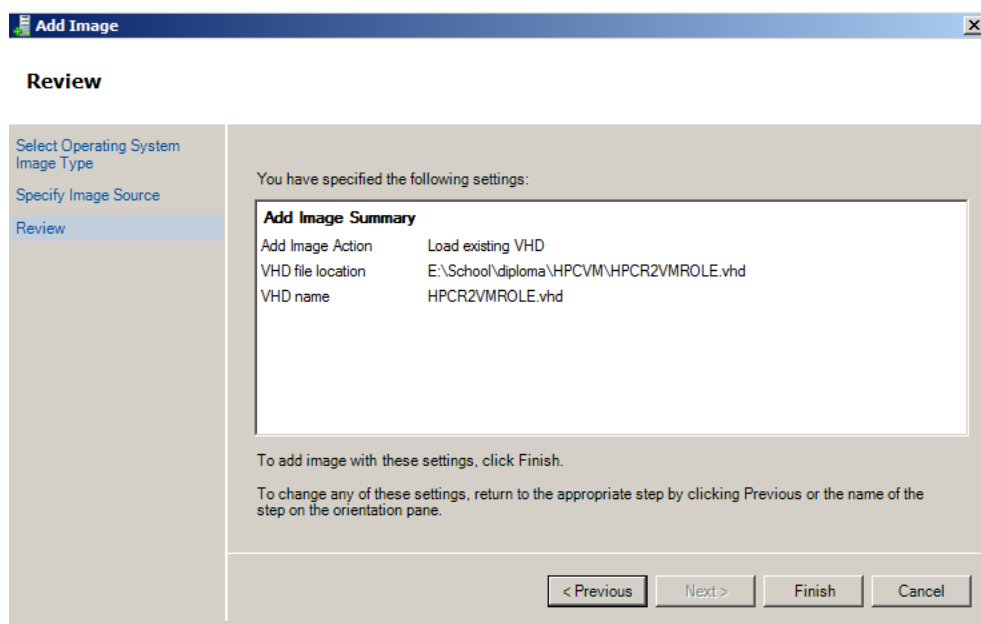 Add Image
Review
Select Operating System
Image Type
Specify Image Source
Review
You have specified the following settings:
Add Image Summary
Add Image Action Load existing VHD
VHD file location E:\School\diploma\HPCVM\HPCR2VMROLE.vhd
VHD name HPCR2VMROLE.vhd
To add image with these settings, click Finish.
To change any of these settings, return to the appropriate step by clicking Previous or the name of the
step on the orientation pane.
< Previous Next > Finish Cancel